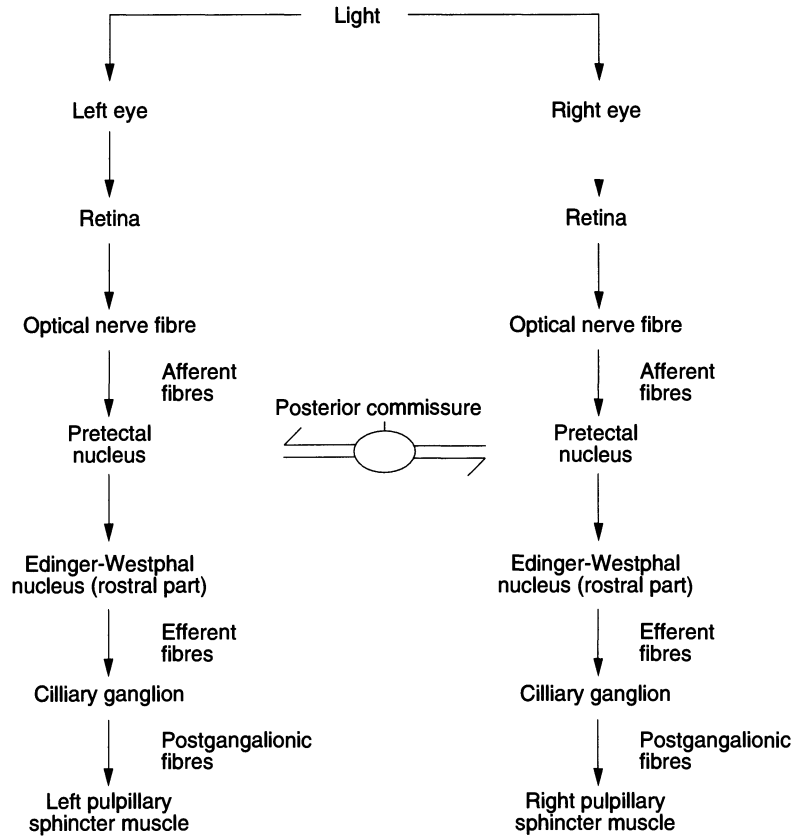 Light
Left eye
Right eye
Retina
Retina
Optical nerve fibre
Optical nerve fibre
Afferent
fibres
Afferent
fibres
Posterior commissure
Pretectal
nucleus
Pretectal
nucleus
Edinger-Westphal
nucleus (rostral part)
Edinger-Westphal
nucleus (rostral part)
Efferent
fibres
Efferent
fibres
Cilliary ganglion
Cilliary ganglion
Postgangalionic
fibres
Postgangalionic
fibres
Left pulpillary
sphincter muscle
Right pulpillary
sphincter muscle